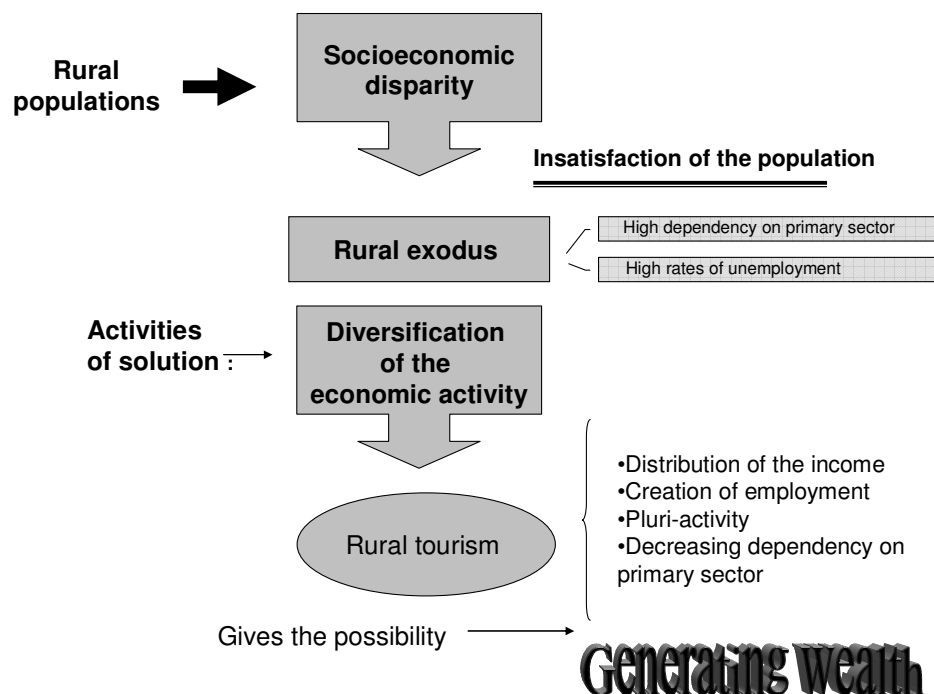 Socioeconomic
disparity
Rural
populations
Insatisfaction of the population
Rural exodus
High dependency on primary sector
High rates of unemployment
Activities
of solution :
Diversification
of the
economic activity
Rural tourism
•Distribution of the income
•Creation of employment
•Pluri-activity
•Decreasing dependency on
primary sector
Gives the possibility
Generating wealth